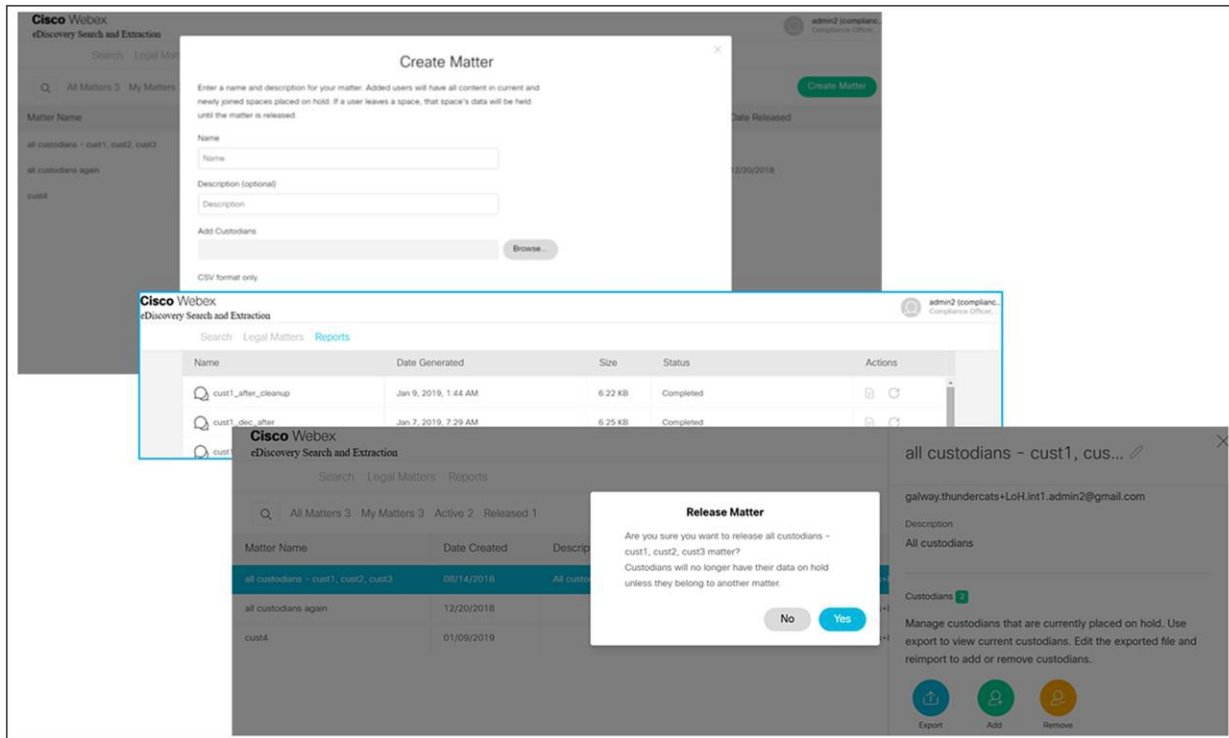 Cisco Webex
eDiscovery Search and Extraction
admin2 (complianc...
Compliance Officer...
Search Legal Mat
All Matters 3 My Matters
Create Matter
Matter Name
Date Released
all custodians - cust1, cust2, cust3
all custodians again
12/20/2018
cust4
Create Matter
Enter a name and description for your matter. Added users will have all content in current and
newly joined spaces placed on hold. If a user leaves a space, that space's data will be held
until the matter is released.
Name
Name
Description (optional)
Description
Add Custodians
Browse...
CSV format only.
Cisco Webex
eDiscovery Search and Extraction
admin2 (complianc...
Compliance Officer...
Search Legal Matters Reports
Name Date Generated Size Status Actions
cust1_after_cleanup Jan 9, 2019, 1:44 AM 6.22 KB Completed
cust1_dec_after Jan 7, 2019, 7:29 AM 6.25 KB Completed
cust
Cisco Webex
eDiscovery Search and Extraction
Search Legal Matters Reports
All Matters 3 My Matters 3 Active 2 Released 1
Matter Name Date Created Descrip
all custodians - cust1, cust2, cust3 08/14/2018 All custo
all custodians again 12/20/2018
cust4 01/09/2019
Release Matter
Are you sure you want to release all custodians -
cust1, cust2, cust3 matter?
Custodians will no longer have their data on hold
unless they belong to another matter.
No Yes
all custodians - cust1, cus...
galway.thundercats+LoH.int1.admin2@gmail.com
Description
All custodians
Custodians 2
Manage custodians that are currently placed on hold. Use
export to view current custodians. Edit the exported file and
reimport to add or remove custodians.
Export Add Remove